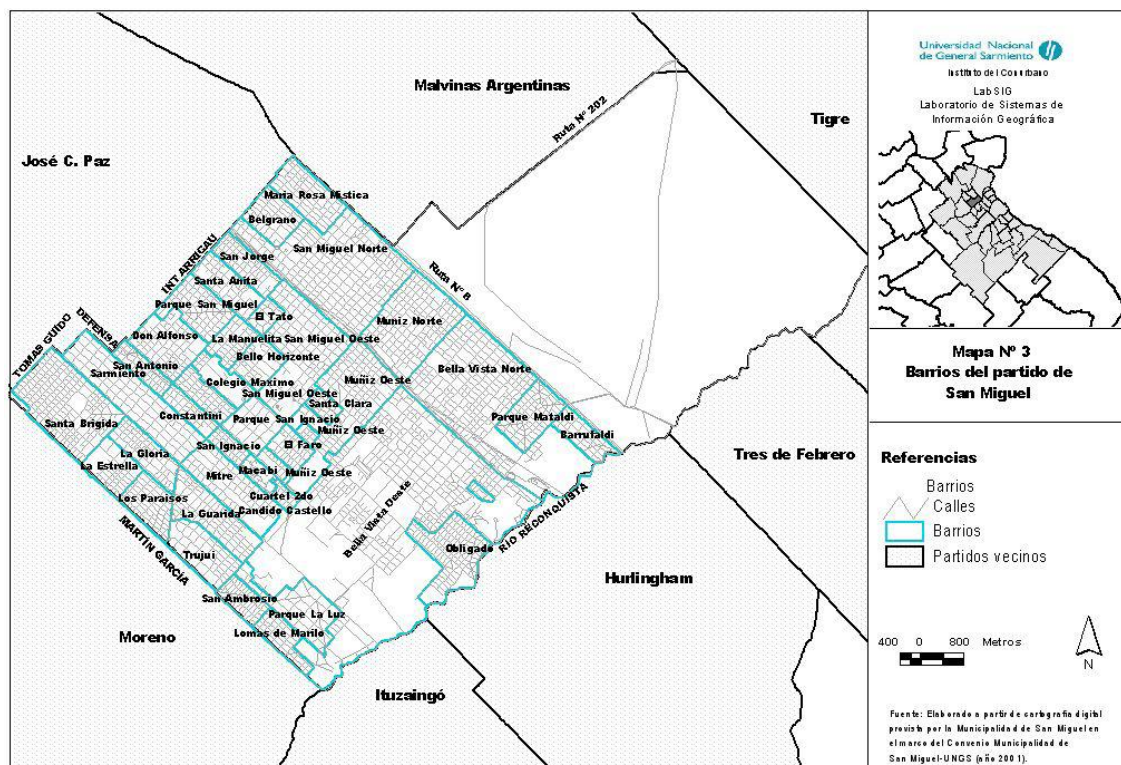 Malvinas Argentinas
Tigre
José C. Paz
Ruta Nº 202
Maria Rosa Mistica
Belgrano
San Miguel Norte
INT ARRIGAU
San Jorge
Ruta Nº 8
Santa Anita
Parque San Miguel
El Tato
Muniz Norte
TOMAS GUIDO
DEFENSA
Don Alfonso
La Manuelita
San Miguel Oeste
Bello Horizonte
San Antonio
Sarmiento
Colegio Maximo
Muñiz Oeste
Bella Vista Norte
San Miguel Oeste
Santa Clara
Constantini
Parque San Ignacio
Muñiz Oeste
Parque Mataldi
Santa Brigida
Barrufaldi
San Ignacio
El Faro
La Gloria
Tres de Febrero
La Estrella
Mitre
Macabi
Muñiz Oeste
Los Paraisos
Cuartel 2do
La Guarida
Candido Castello
Bella Vista Oeste
RÍO RECONQUISTA
MARTÍN GARCÍA
Trujui
Obligado
Hurlingham
San Ambrosio
Parque La Luz
Moreno
Lomas de Marilo
Ituzaingó
Universidad Nacional
de General Sarmiento
Instituto del Conurbano
LabSIG
Laboratorio de Sistemas de
Información Geográfica
Mapa Nº 3
Barrios del partido de
San Miguel
Referencias
Barrios
Calles
Barrios
Partidos vecinos
400 0 800 Metros
N
Fuente: Elaborado a partir de cartografía digital
provista por la Municipalidad de San Miguel en
el marco del Convenio Municipalidad de
San Miguel-UNGS (año 2001).